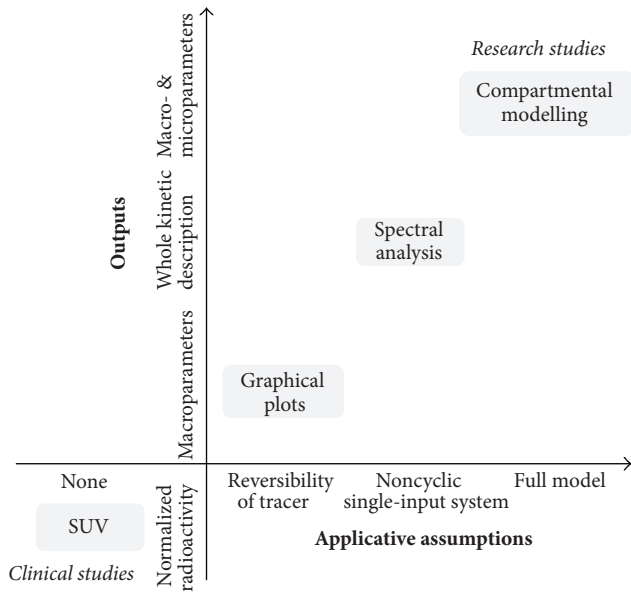 Research studies
Compartmental
modelling
Macro- &
microparameters
Outputs
Whole kinetic
description
Spectral
analysis
Macroparameters
Graphical
plots
None
Reversibility
of tracer
Noncyclic
single-input system
Full model
SUV
Normalized
radioactivity
Applicative assumptions
Clinical studies